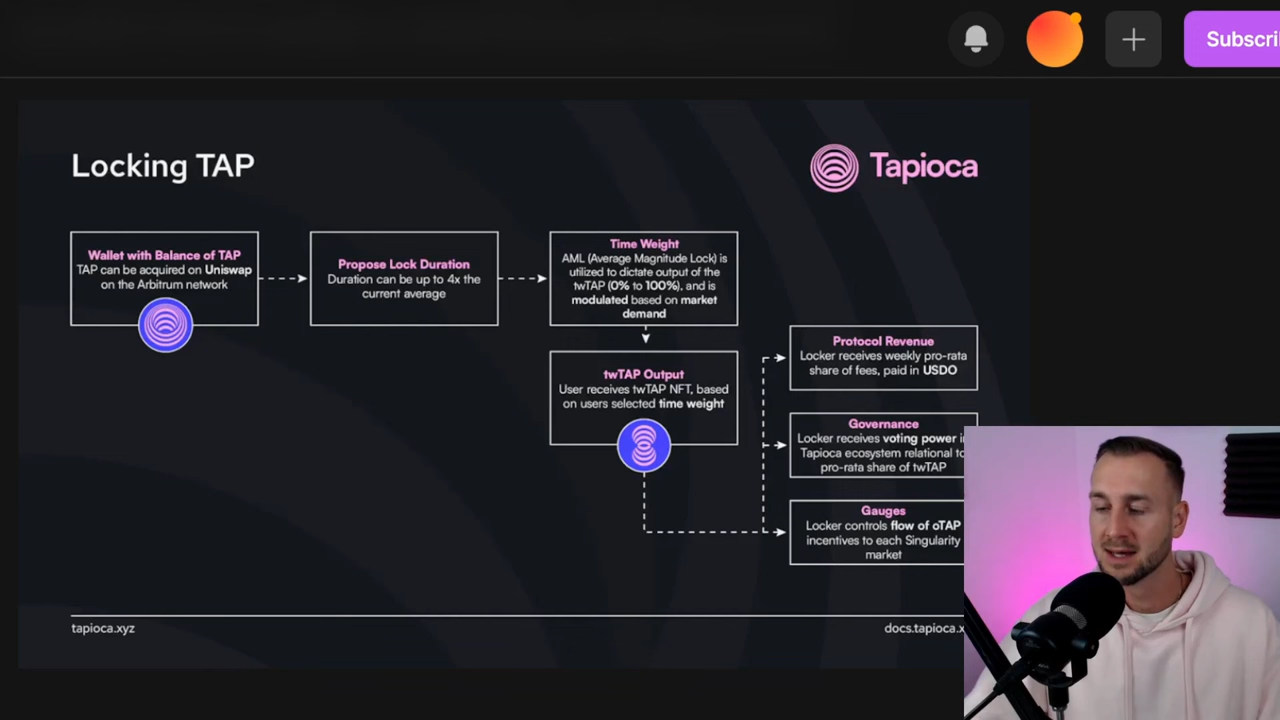 Subscri
Locking TAP
Tapioca
Wallet with Balance of TAP
TAP can be acquired on Uniswap
on the Arbitrum network
Propose Lock Duration
Duration can be up to 4x the
current average
Time Weight
AML (Average Magnitude Lock) is
utilized to dictate output of the
twTAP (0% to 100%), and is
modulated based on market
demand
twTAP Output
User receives twTAP NFT, based
on users selected time weight
Protocol Revenue
Locker receives weekly pro-rata
share of fees, paid in USDO
Governance
Locker receives voting power i
Tapioca ecosystem relational to
pro-rata share of twTAP
Gauges
Locker controls flow of oTAP
incentives to each Singularity
market
tapioca.xyz
docs.tapioca.x